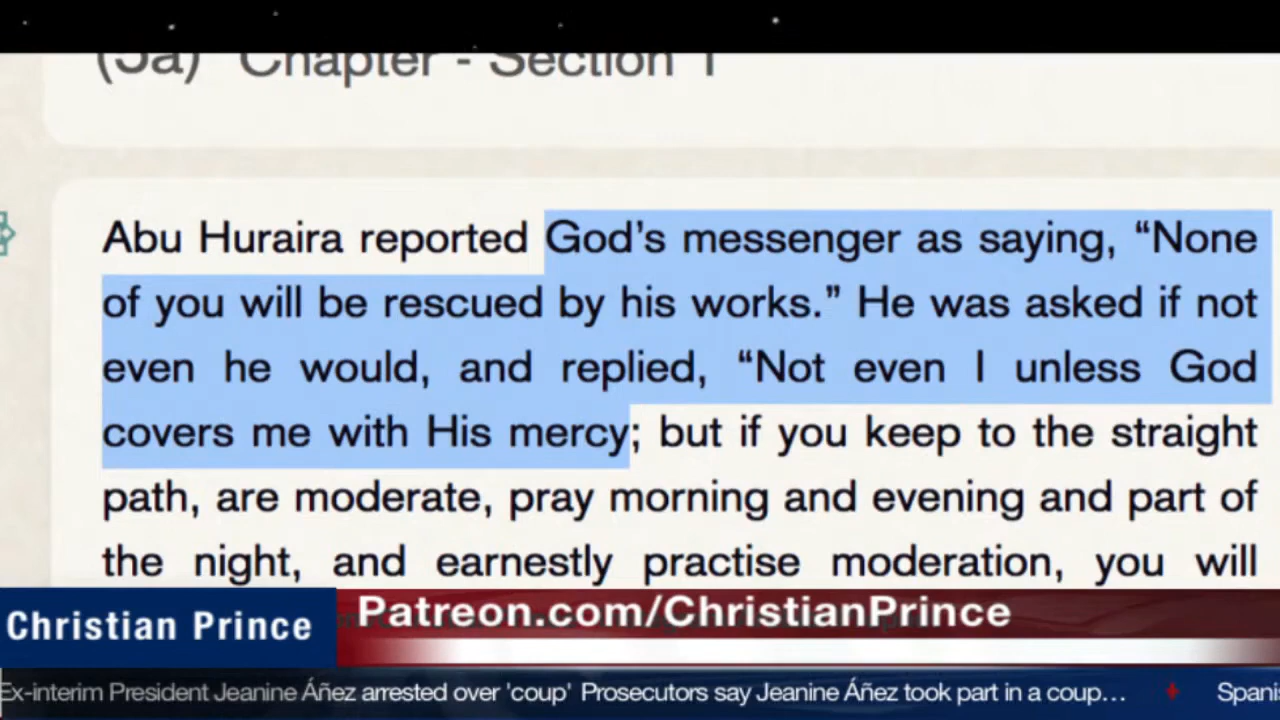 (5a) Chapter - Section 1
Abu Huraira reported God’s messenger as saying, “None
of you will be rescued by his works.” He was asked if not
even he would, and replied, “Not even I unless God
covers me with His mercy; but if you keep to the straight
path, are moderate, pray morning and evening and part of
the night, and earnestly practise moderation, you will
Christian Prince
Patreon.com/ChristianPrince
Ex-interim President Jeanine Áñez arrested over 'coup' Prosecutors say Jeanine Áñez took part in a coup... Spani